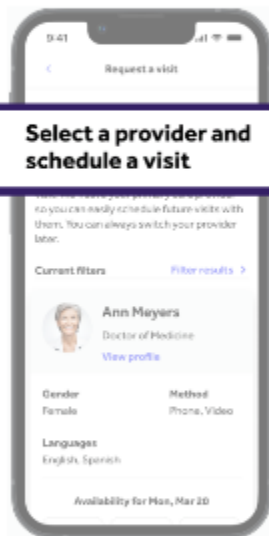 9:41
Request a visit
Select a provider and
schedule a visit
so you can easily schedule future visits with
them. You can always switch your provider
later.
Current filters Filter results >
Ann Meyers
Doctor of Medicine
View profile
Gender Method
Female Phone, Video
Languages
English, Spanish
Availability for Mon, Mar 20